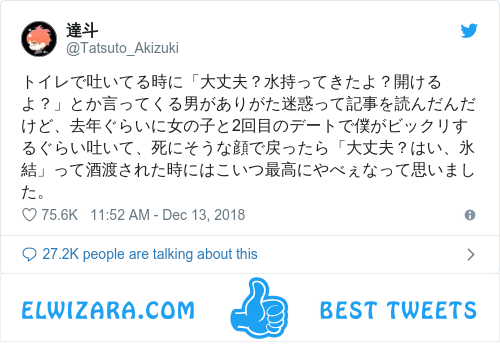 達斗
@Tatsuto_Akizuki
トイレで吐いてる時に「大丈夫？水持ってきたよ？開ける
よ？」とか言ってくる男がありがた迷惑って記事を読んだんだ
けど、去年ぐらいに女の子と2回目のデートで僕がビックリす
るぐらい吐いて、死にそうな顔で戻ったら「大丈夫？はい、氷
結」って酒渡された時にはこいつ最高にやべぇなって思いまし
た。
75.6K 11:52 AM - Dec 13, 2018
27.2K people are talking about this
ELWIZARA.COM BEST TWEETS